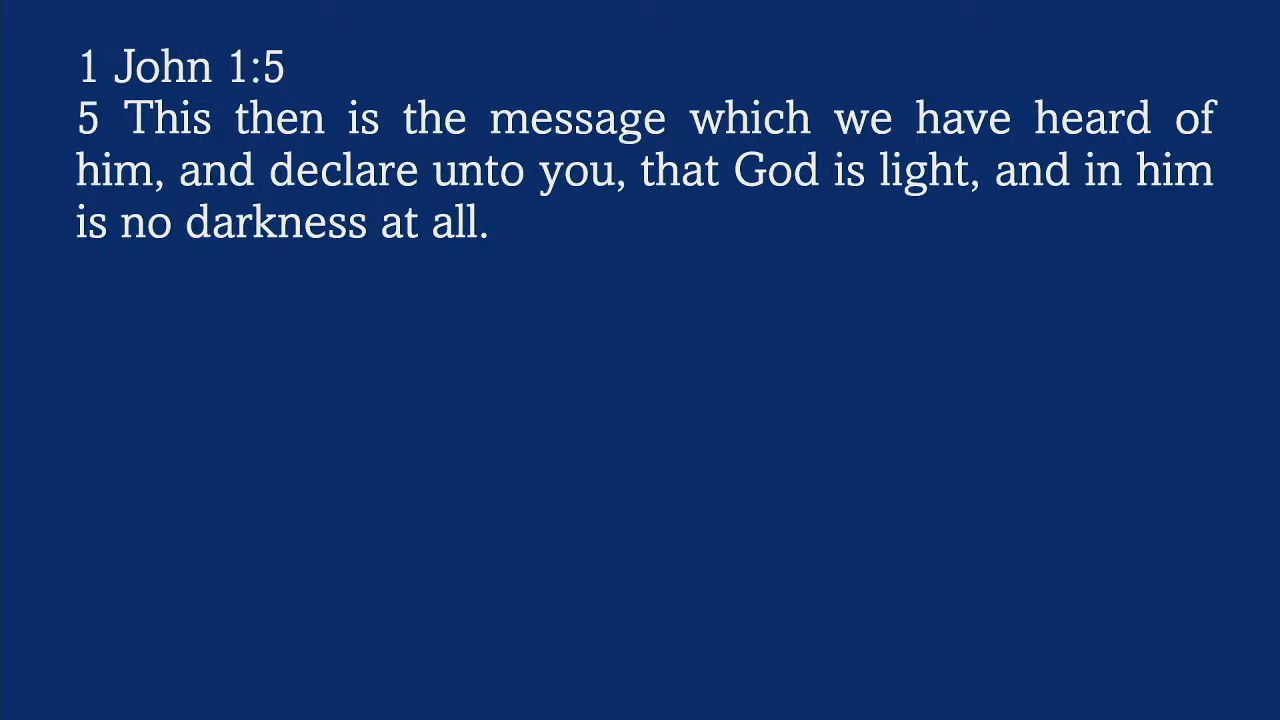 1 John 1:5
5 This then is the message which we have heard of
him, and declare unto you, that God is light, and in him
is no darkness at all.